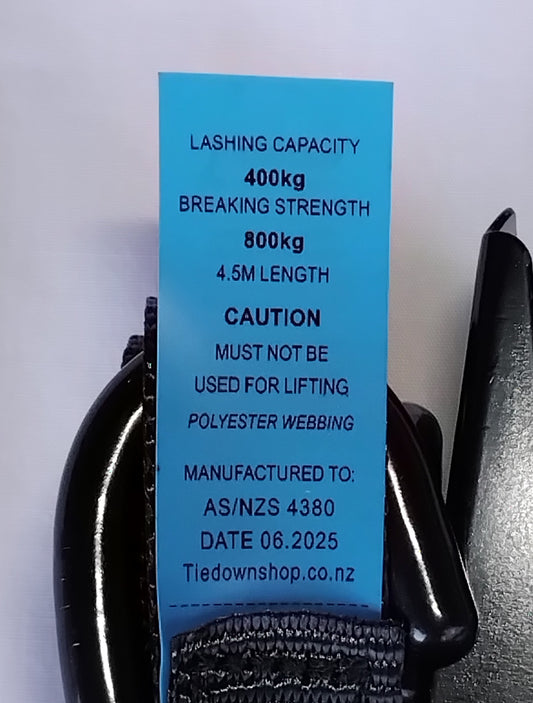 LASHING CAPACITY
400kg
BREAKING STRENGTH
800kg
4.5M LENGTH
CAUTION
MUST NOT BE
USED FOR LIFTING
POLYESTER WEBBING
MANUFACTURED TO:
AS/NZS 4380
DATE 06.2025
Tiedownshop.co.nz